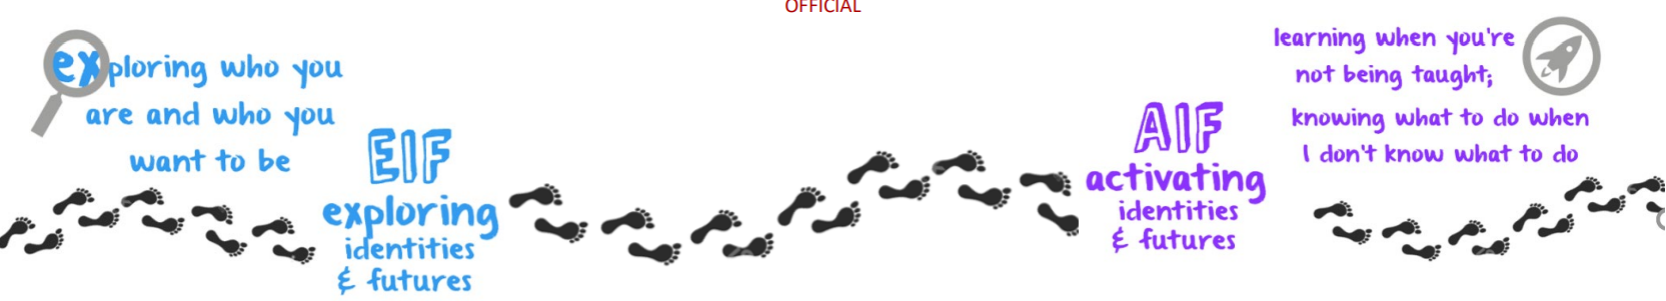 OFFICIAL
exploring who you
are and who you
want to be
EIF
exploring
identities
& futures
AIF
activating
identities
& futures
learning when you're
not being taught;
knowing what to do when
I don't know what to do